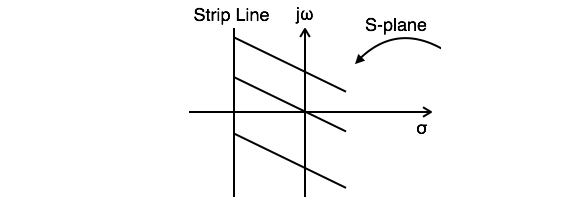 Strip Line
jω
S-plane
σ